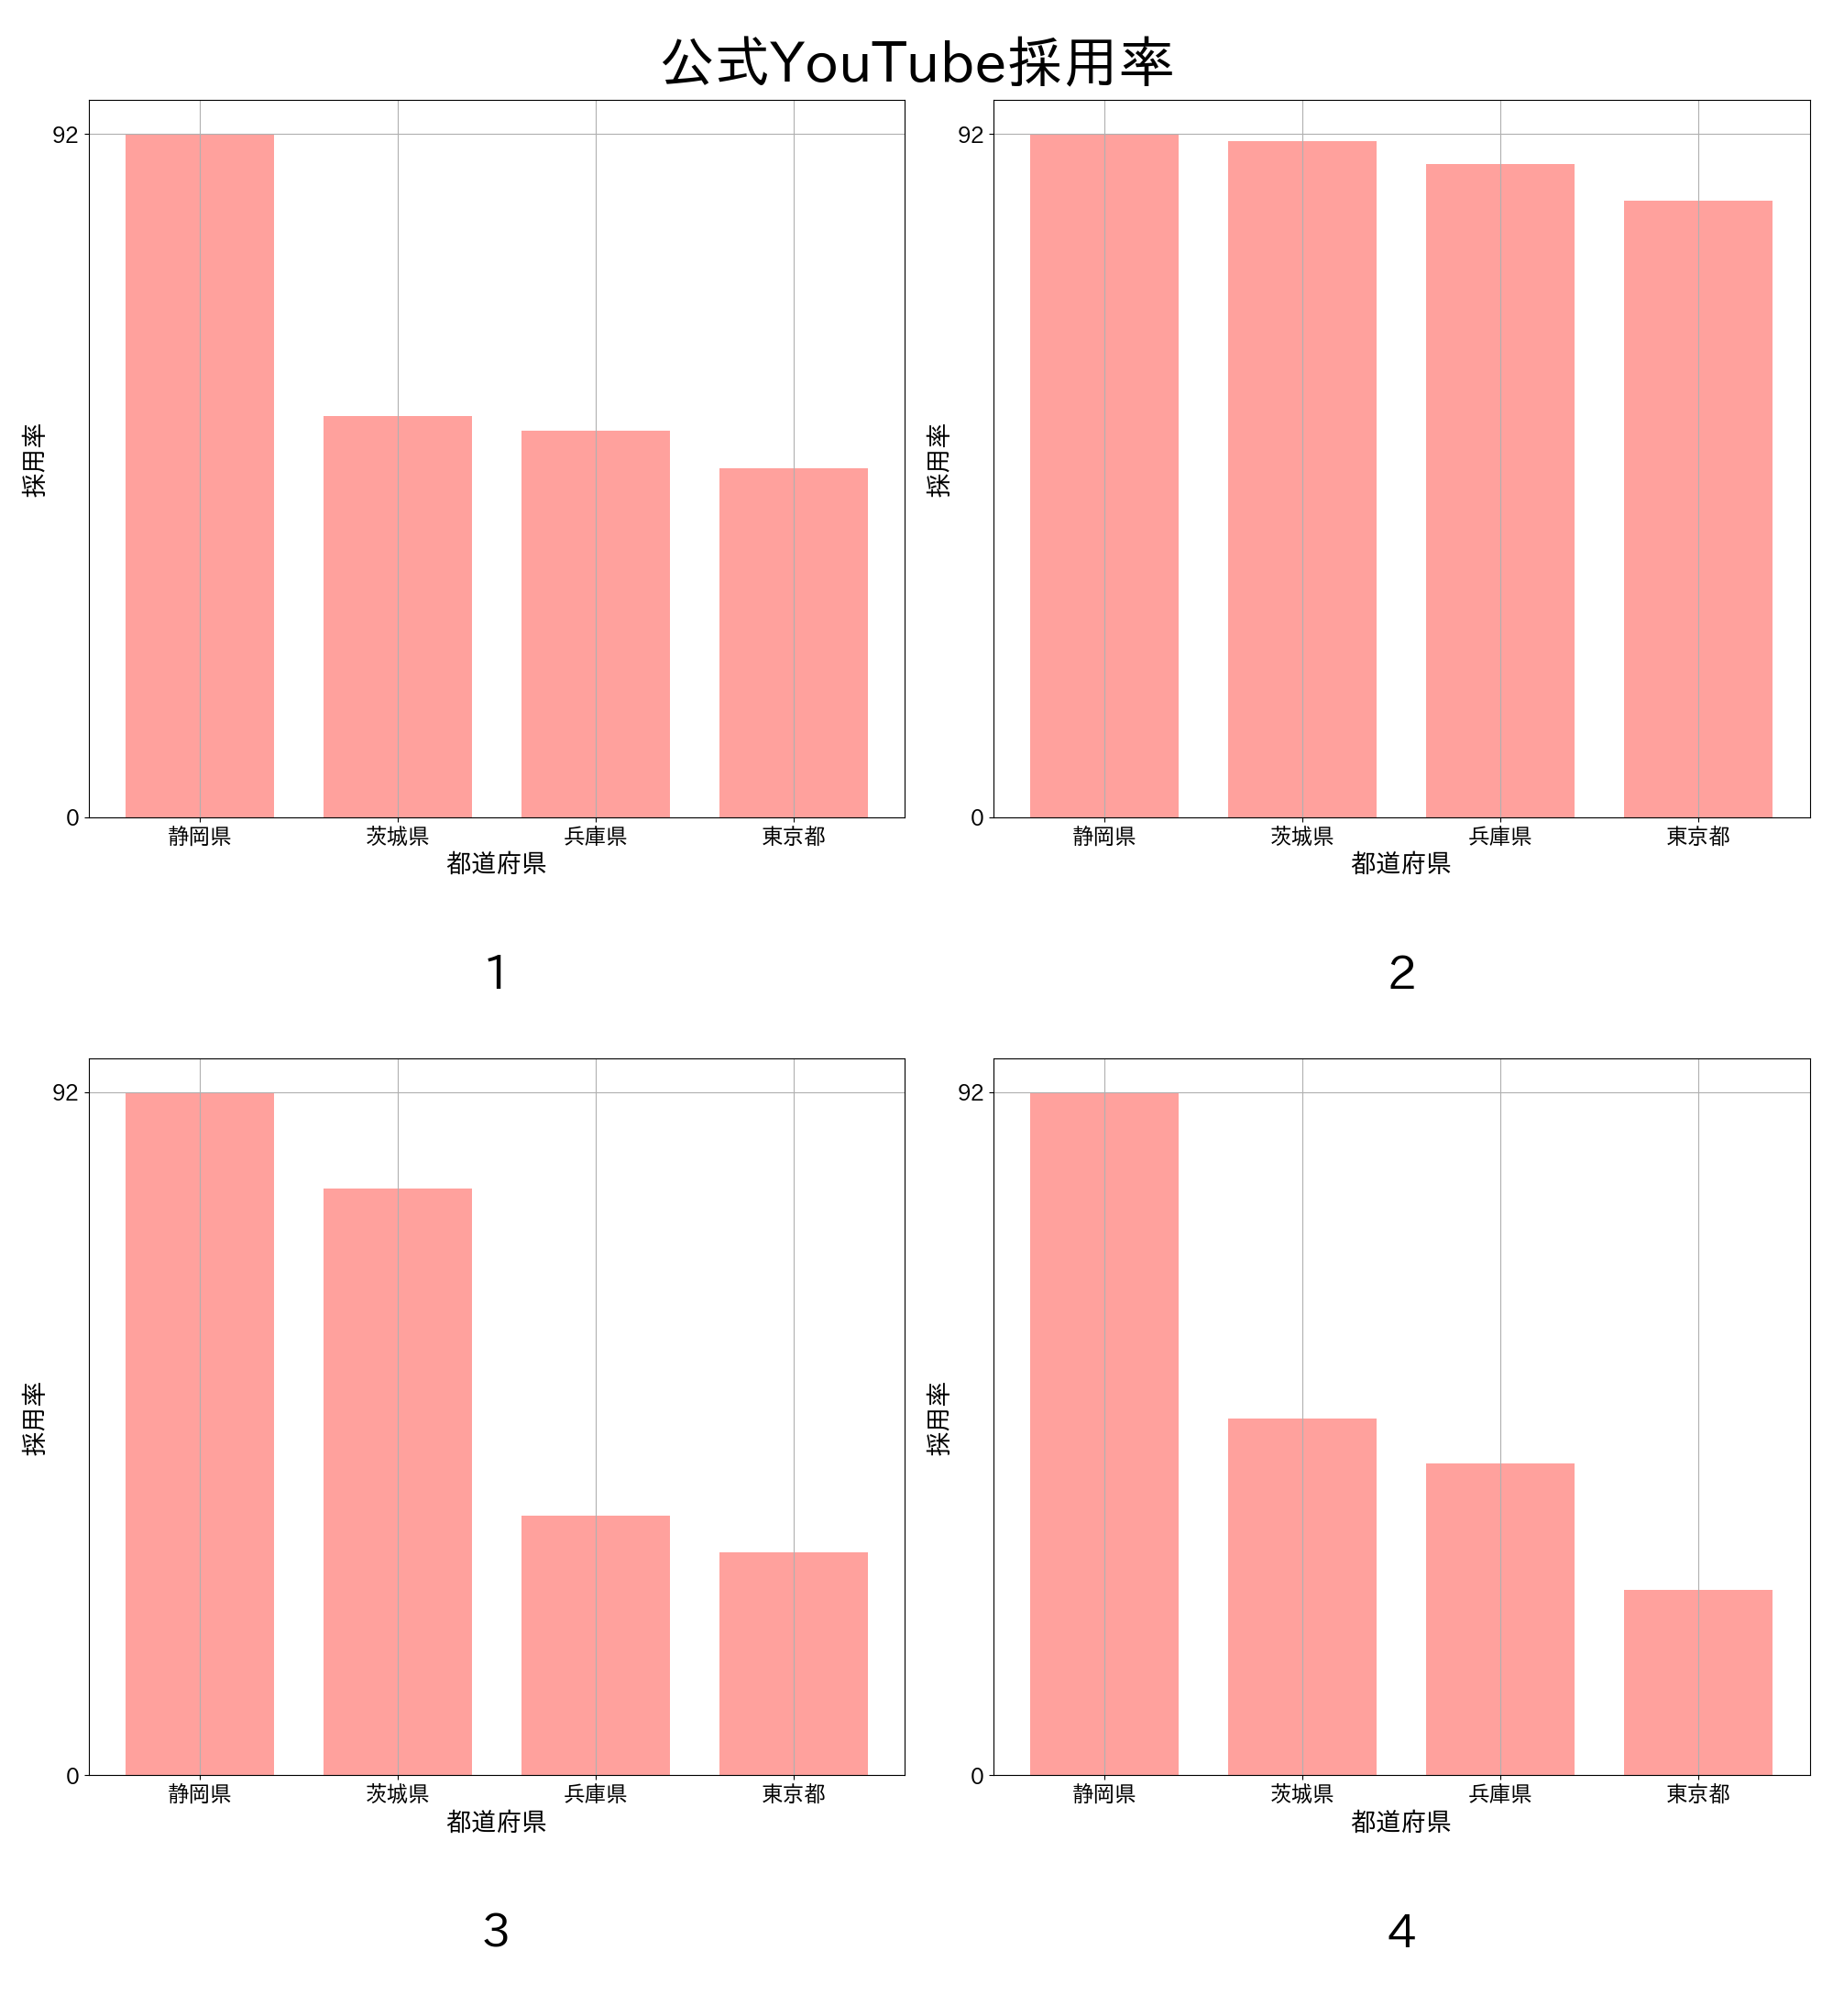 公式YouTube採用率
92
0
採用率
静岡県 茨城県 兵庫県 東京都
都道府県
1
92
0
採用率
静岡県 茨城県 兵庫県 東京都
都道府県
2
92
0
採用率
静岡県 茨城県 兵庫県 東京都
都道府県
3
92
0
採用率
静岡県 茨城県 兵庫県 東京都
都道府県
4